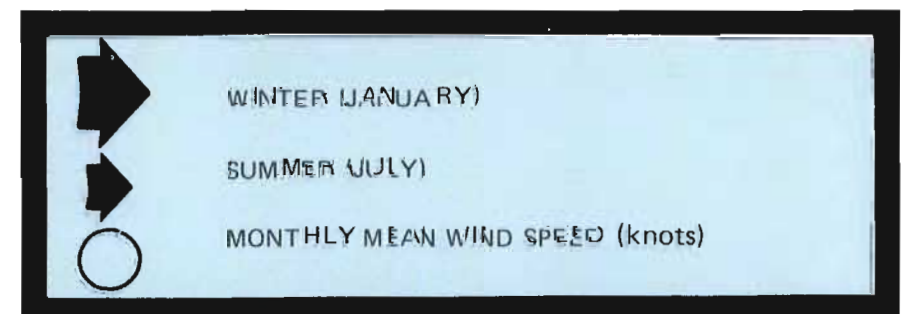 WINTER (JANUARY)
SUMMER (JULY)
MONTHLY MEAN WIND SPEED (knots)